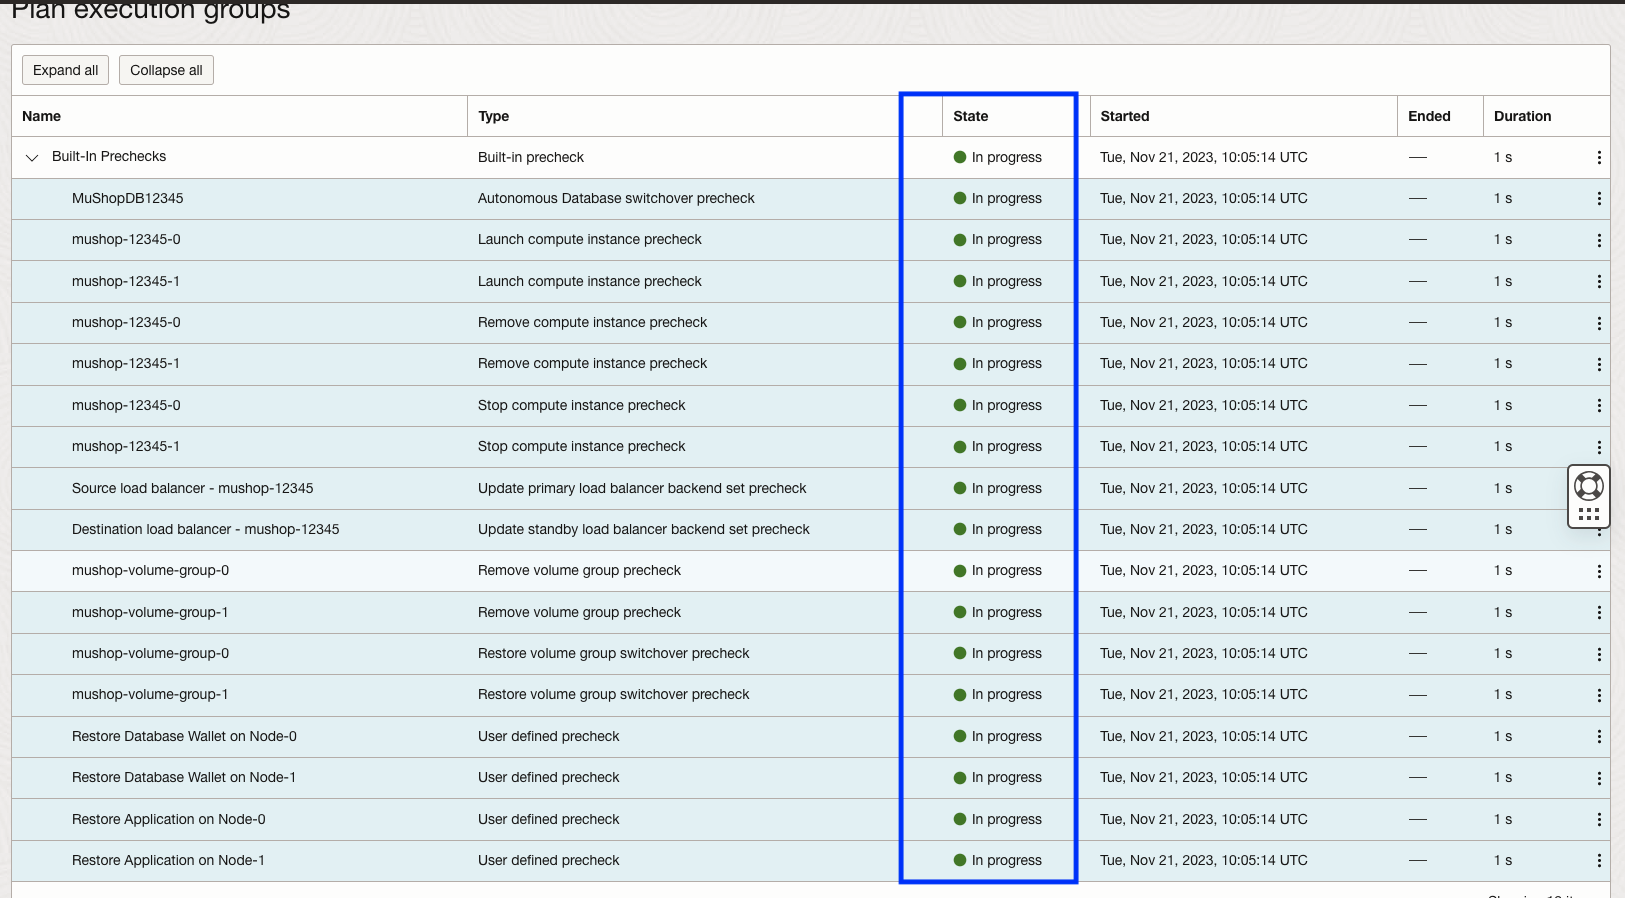 Plan execution groups
Expand all Collapse all
Name Type State Started Ended Duration
Built-In Prechecks Built-in precheck In progress Tue, Nov 21, 2023, 10:05:14 UTC — 1 s
MuShopDB12345 Autonomous Database switchover precheck In progress Tue, Nov 21, 2023, 10:05:14 UTC — 1 s
mushop-12345-0 Launch compute instance precheck In progress Tue, Nov 21, 2023, 10:05:14 UTC — 1 s
mushop-12345-1 Launch compute instance precheck In progress Tue, Nov 21, 2023, 10:05:14 UTC — 1 s
mushop-12345-0 Remove compute instance precheck In progress Tue, Nov 21, 2023, 10:05:14 UTC — 1 s
mushop-12345-1 Remove compute instance precheck In progress Tue, Nov 21, 2023, 10:05:14 UTC — 1 s
mushop-12345-0 Stop compute instance precheck In progress Tue, Nov 21, 2023, 10:05:14 UTC — 1 s
mushop-12345-1 Stop compute instance precheck In progress Tue, Nov 21, 2023, 10:05:14 UTC — 1 s
Source load balancer - mushop-12345 Update primary load balancer backend set precheck In progress Tue, Nov 21, 2023, 10:05:14 UTC — 1 s
Destination load balancer - mushop-12345 Update standby load balancer backend set precheck In progress Tue, Nov 21, 2023, 10:05:14 UTC — 1 s
mushop-volume-group-0 Remove volume group precheck In progress Tue, Nov 21, 2023, 10:05:14 UTC — 1 s
mushop-volume-group-1 Remove volume group precheck In progress Tue, Nov 21, 2023, 10:05:14 UTC — 1 s
mushop-volume-group-0 Restore volume group switchover precheck In progress Tue, Nov 21, 2023, 10:05:14 UTC — 1 s
mushop-volume-group-1 Restore volume group switchover precheck In progress Tue, Nov 21, 2023, 10:05:14 UTC — 1 s
Restore Database Wallet on Node-0 User defined precheck In progress Tue, Nov 21, 2023, 10:05:14 UTC — 1 s
Restore Database Wallet on Node-1 User defined precheck In progress Tue, Nov 21, 2023, 10:05:14 UTC — 1 s
Restore Application on Node-0 User defined precheck In progress Tue, Nov 21, 2023, 10:05:14 UTC — 1 s
Restore Application on Node-1 User defined precheck In progress Tue, Nov 21, 2023, 10:05:14 UTC — 1 s